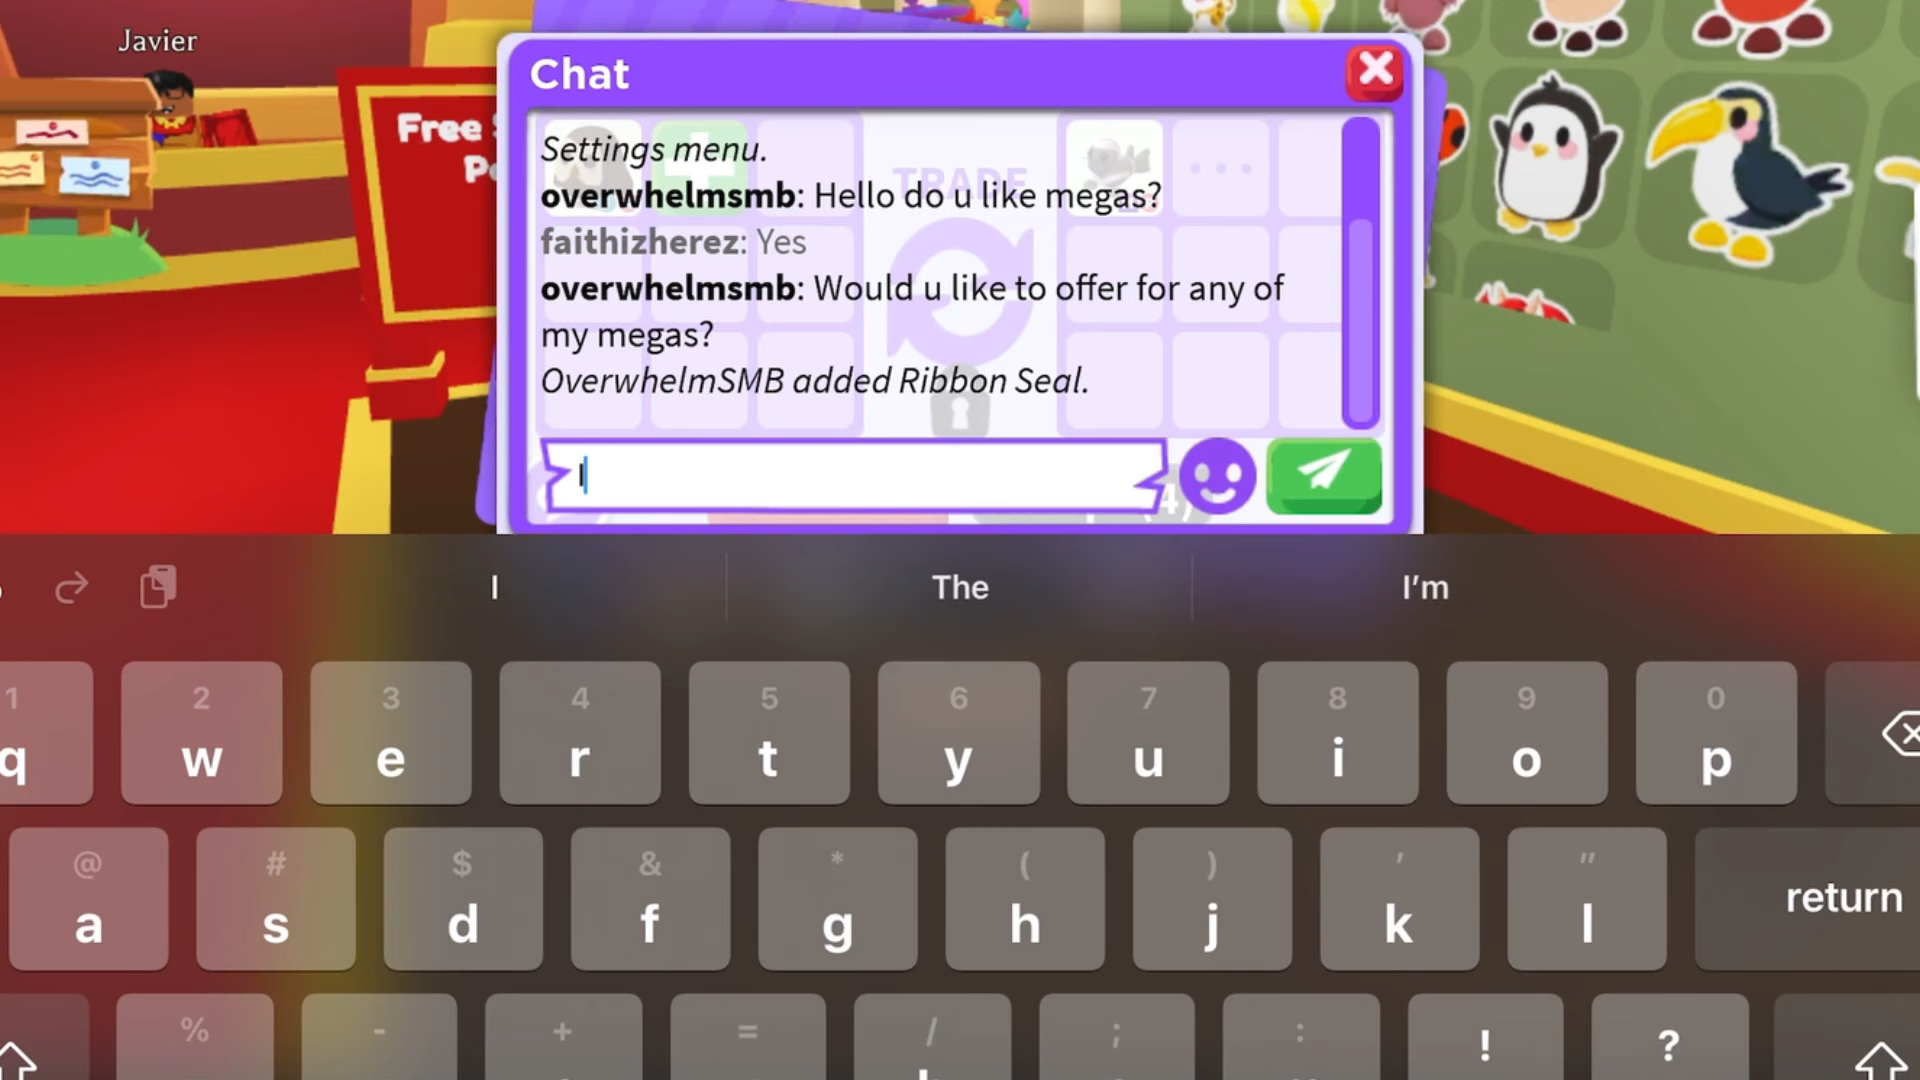 Javier
Free
Chat
Settings menu.
TRADE
overwhelmsmb: Hello do u like megas?
faithizherez: Yes
overwhelmsmb: Would u like to offer for any of
my megas?
OverwhelmSMB added Ribbon Seal.
I
I The I'm
1 2 3 4 5 6 7 8 9 0
q w e r t y u i o p
@ # $ & * ( ) ' "
a s d f g h j k l return
% - + = / ; : ! ?